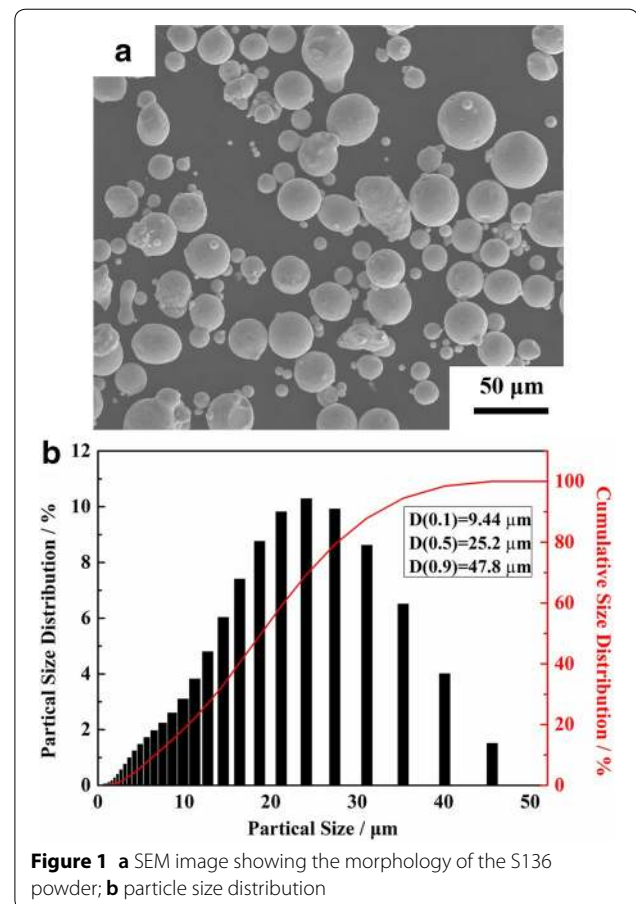 a
50 µm
b
12
10
8
6
4
2
0
Partical Size Distribution / %
D(0.1)=9.44 µm
D(0.5)=25.2 µm
D(0.9)=47.8 µm
100
80
60
40
20
0
Cumulative Size Distribution / %
0 10 20 30 40 50
Partical Size / µm
Figure 1 a SEM image showing the morphology of the S136
powder; b particle size distribution